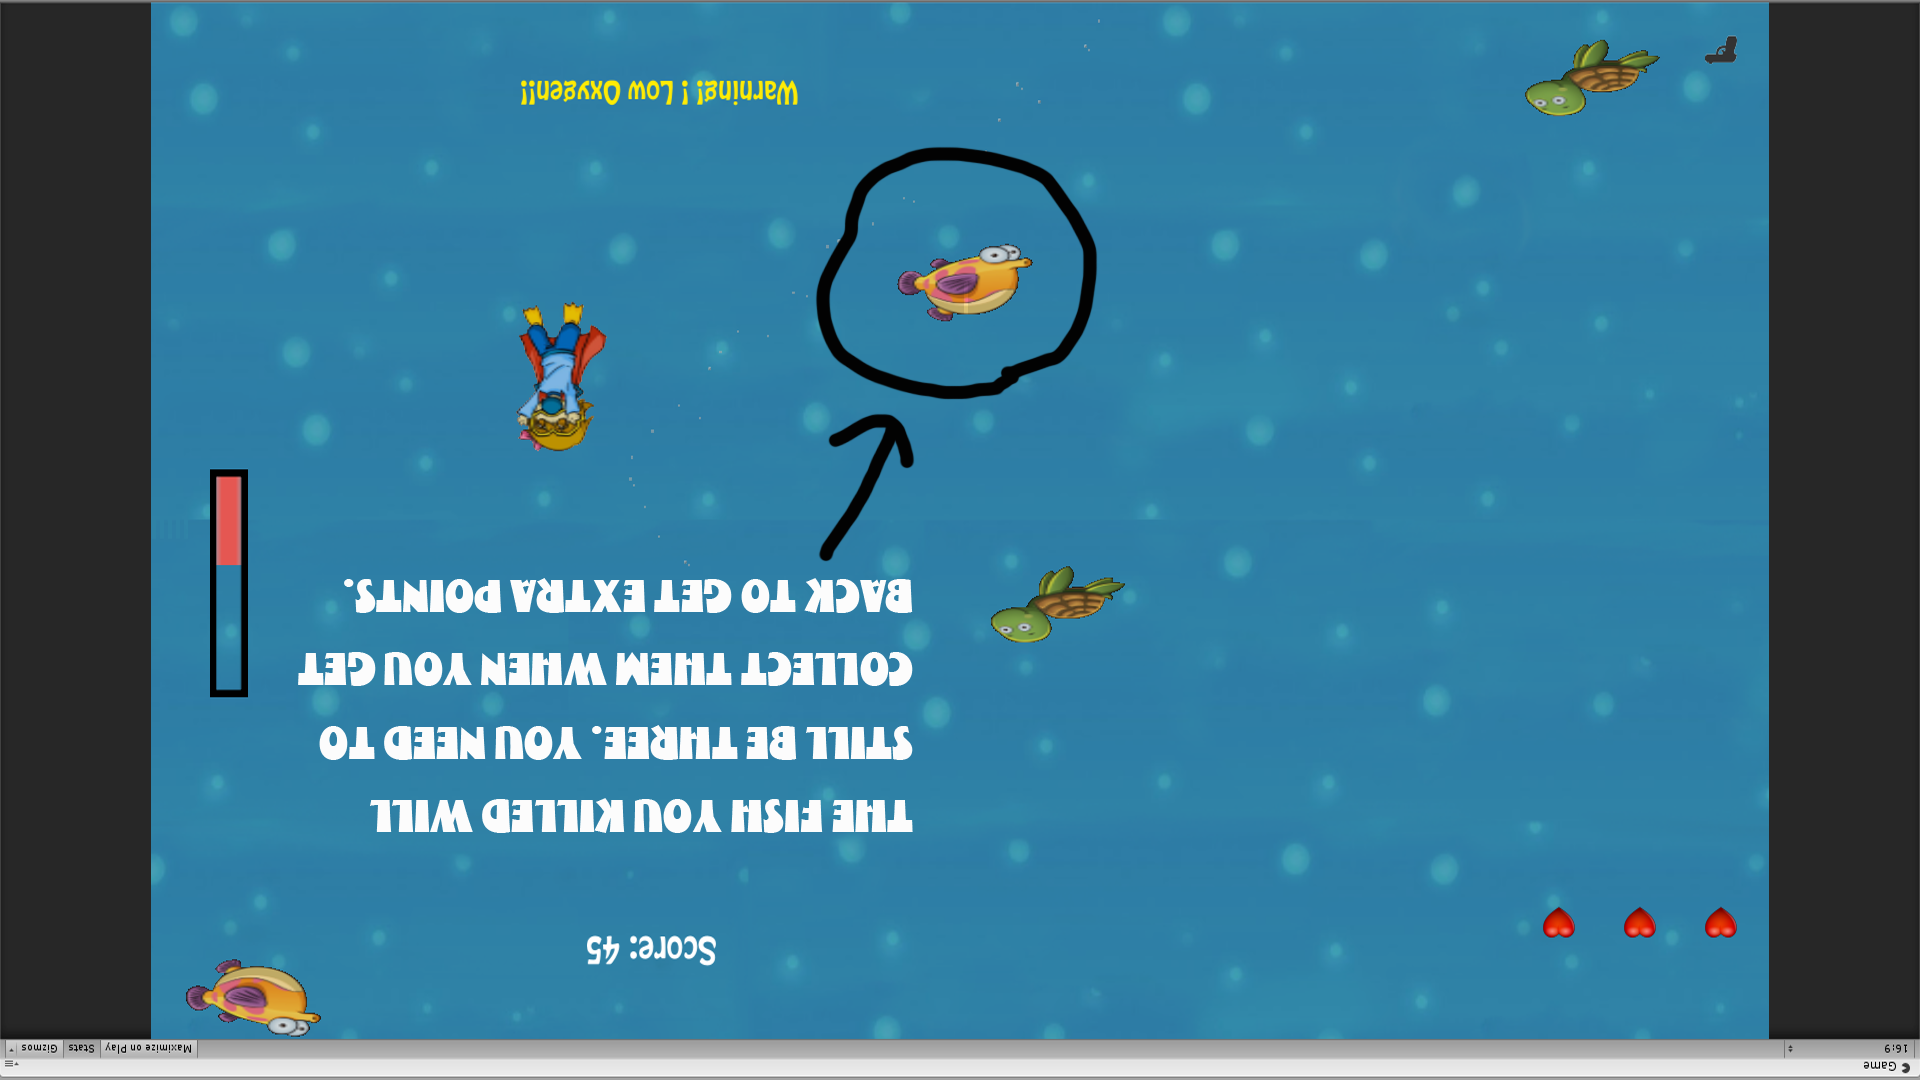 Game
16:9
Maximize on Play Stats Gizmos
Score: 45
THE FISH YOU KILLED WILL
STILL BE THREE. YOU NEED TO
COLLECT THEM WHEN YOU GET
BACK TO GET EXTRA POINTS.
Warning! ! Low Oxygen!!